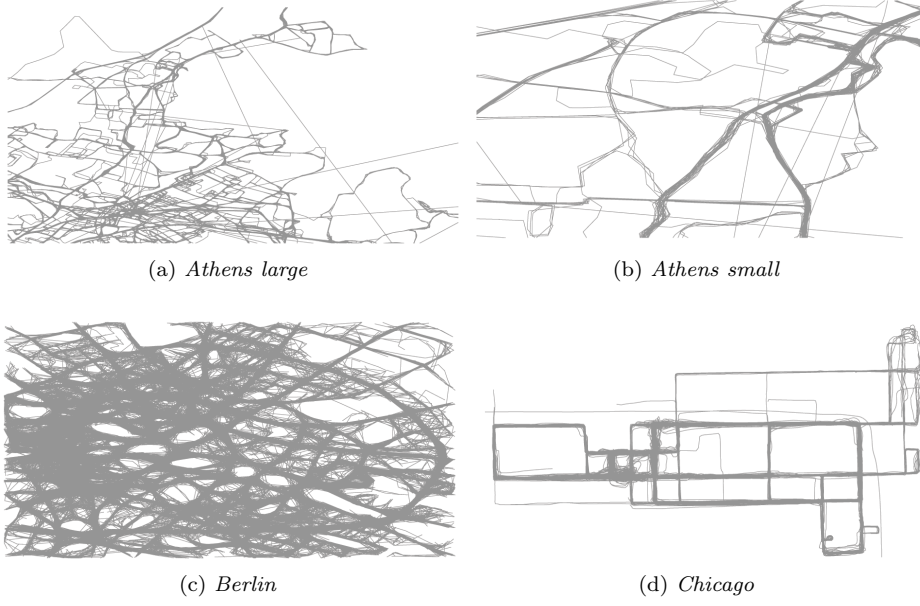 (a) Athens large
(b) Athens small
(c) Berlin
(d) Chicago